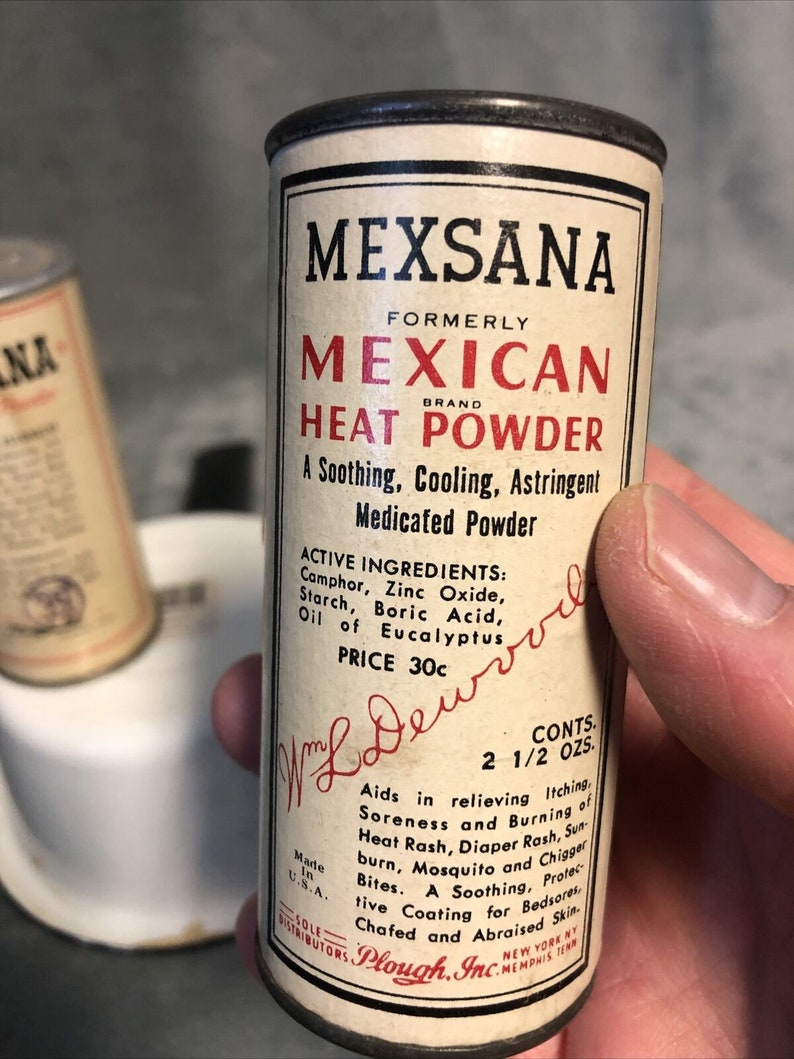 MEXSANA
FORMERLY
MEXICAN
BRAND
HEAT POWDER
A Soothing, Cooling, Astringent
Medicated Powder
ACTIVE INGREDIENTS:
Camphor, Zinc Oxide,
Starch, Boric Acid,
Oil of Eucalyptus
PRICE 30c
Wm L Dewoody
CONTS.
2 1/2 OZS.
Aids in relieving Itching,
Soreness and Burning of
Heat Rash, Diaper Rash, Sun-
burn, Mosquito and Chigger
Bites. A Soothing, Protec-
tive Coating for Bedsores,
Chafed and Abraised Skin.
Made
In
U.S.A.
SOLE
DISTRIBUTORS
Plough, Inc.
NEW YORK NY
MEMPHIS TENN
ANA